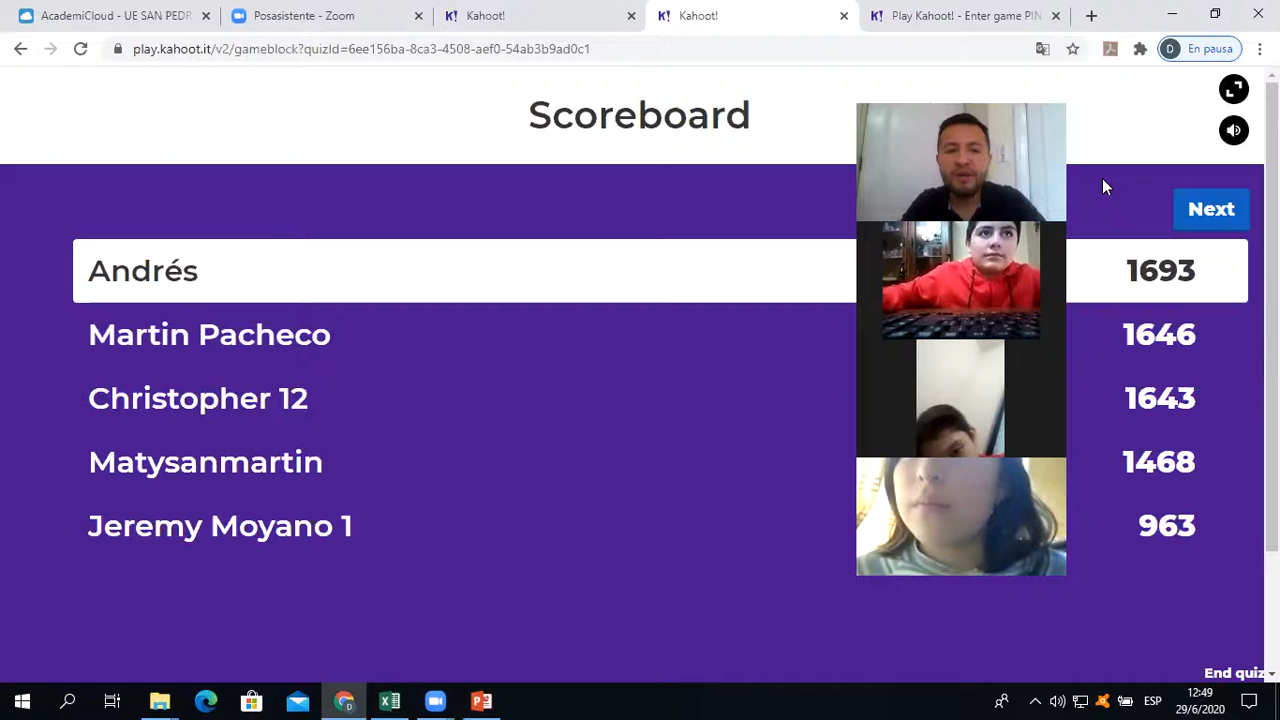 AcademiCloud - UE SAN PEDR
Posasistente - Zoom
Kahoot!
Kahoot!
Play Kahoot! - Enter game PIN
play.kahoot.it/v2/gameblock?quizId=6ee156ba-8ca3-4508-aef0-54ab3b9ad0c1
D En pausa
Scoreboard
Next
Andrés 1693
Martin Pacheco 1646
Christopher 12 1643
Matysanmartin 1468
Jeremy Moyano 1 963
End quiz
ESP
12:49
29/6/2020